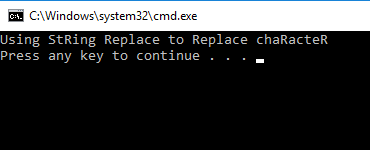 C:\Windows\system32\cmd.exe
Using StRing Replace to Replace chaRacteR
Press any key to continue . . .